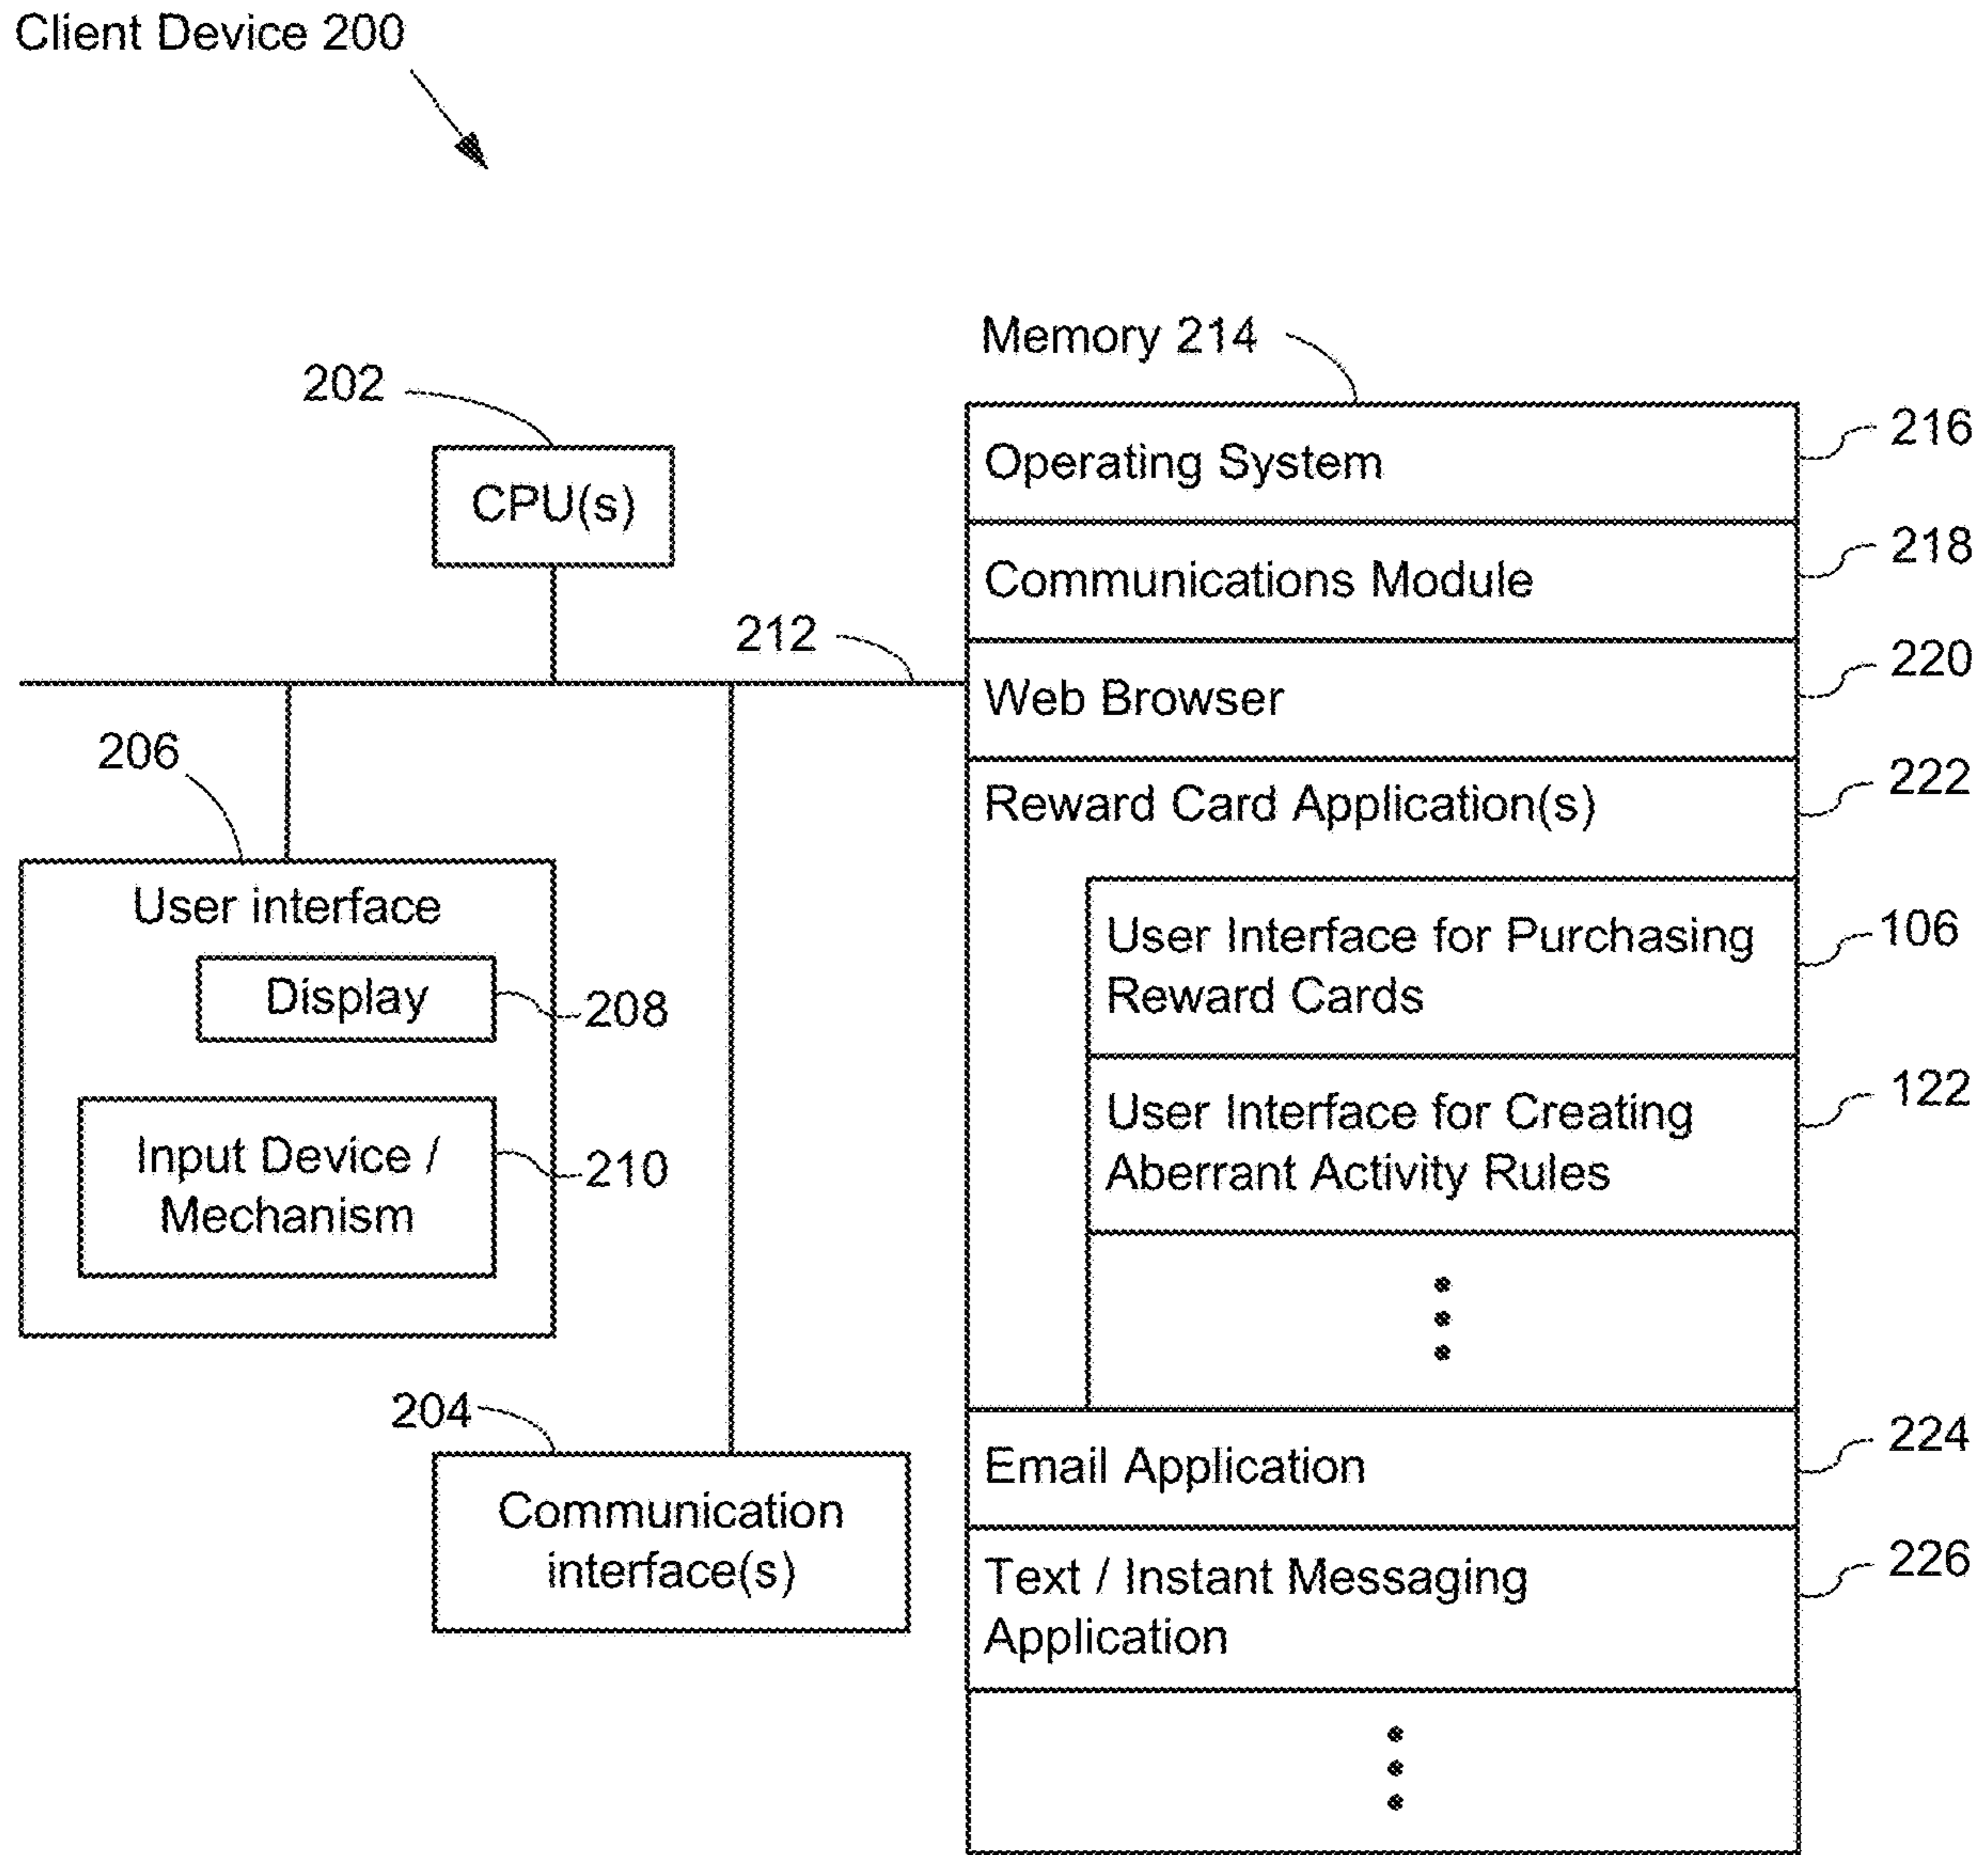 Client Device 200
Memory 214
202
216
Operating System
CPU(s)
218
Communications Module
212
220
Web Browser
206
222
Reward Card Application(s)
User interface
106
User Interface for Purchasing
Reward Cards
Display
208
122
User Interface for Creating
Aberrant Activity Rules
Input Device /
Mechanism
210
204
224
Email Application
Communication
interface(s)
226
Text / Instant Messaging
Application